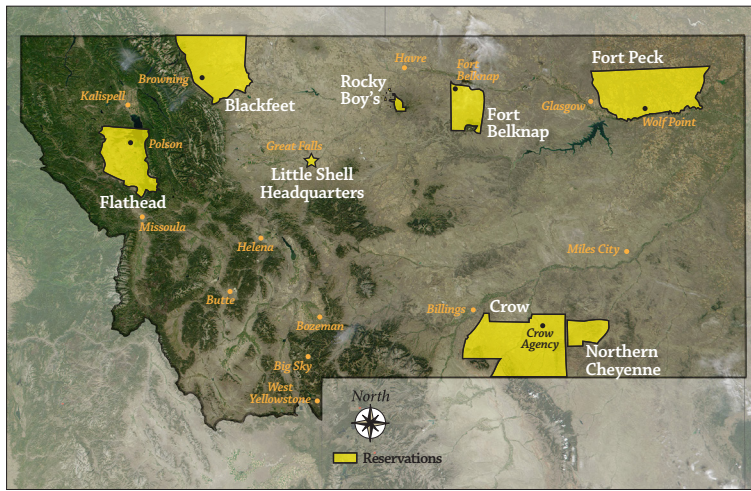 Havre
Fort
Belknap
Fort Peck
Browning
Rocky
Boy's
Kalispell
Blackfeet
Glasgow
Fort
Belknap
Wolf Point
Polson
Great Falls
Little Shell
Headquarters
Flathead
Missoula
Helena
Miles City
Butte
Billings
Crow
Bozeman
Crow
Agency
Northern
Cheyenne
Big Sky
West
Yellowstone
North
Reservations